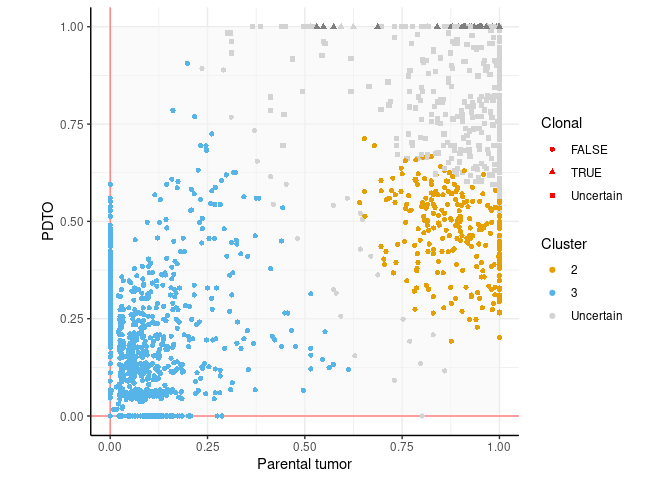 1.00
0.75
0.50
0.25
0.00
PDTO
0.00
0.25
0.50
0.75
1.00
Parental tumor
Clonal
FALSE
TRUE
Uncertain
Cluster
2
3
Uncertain